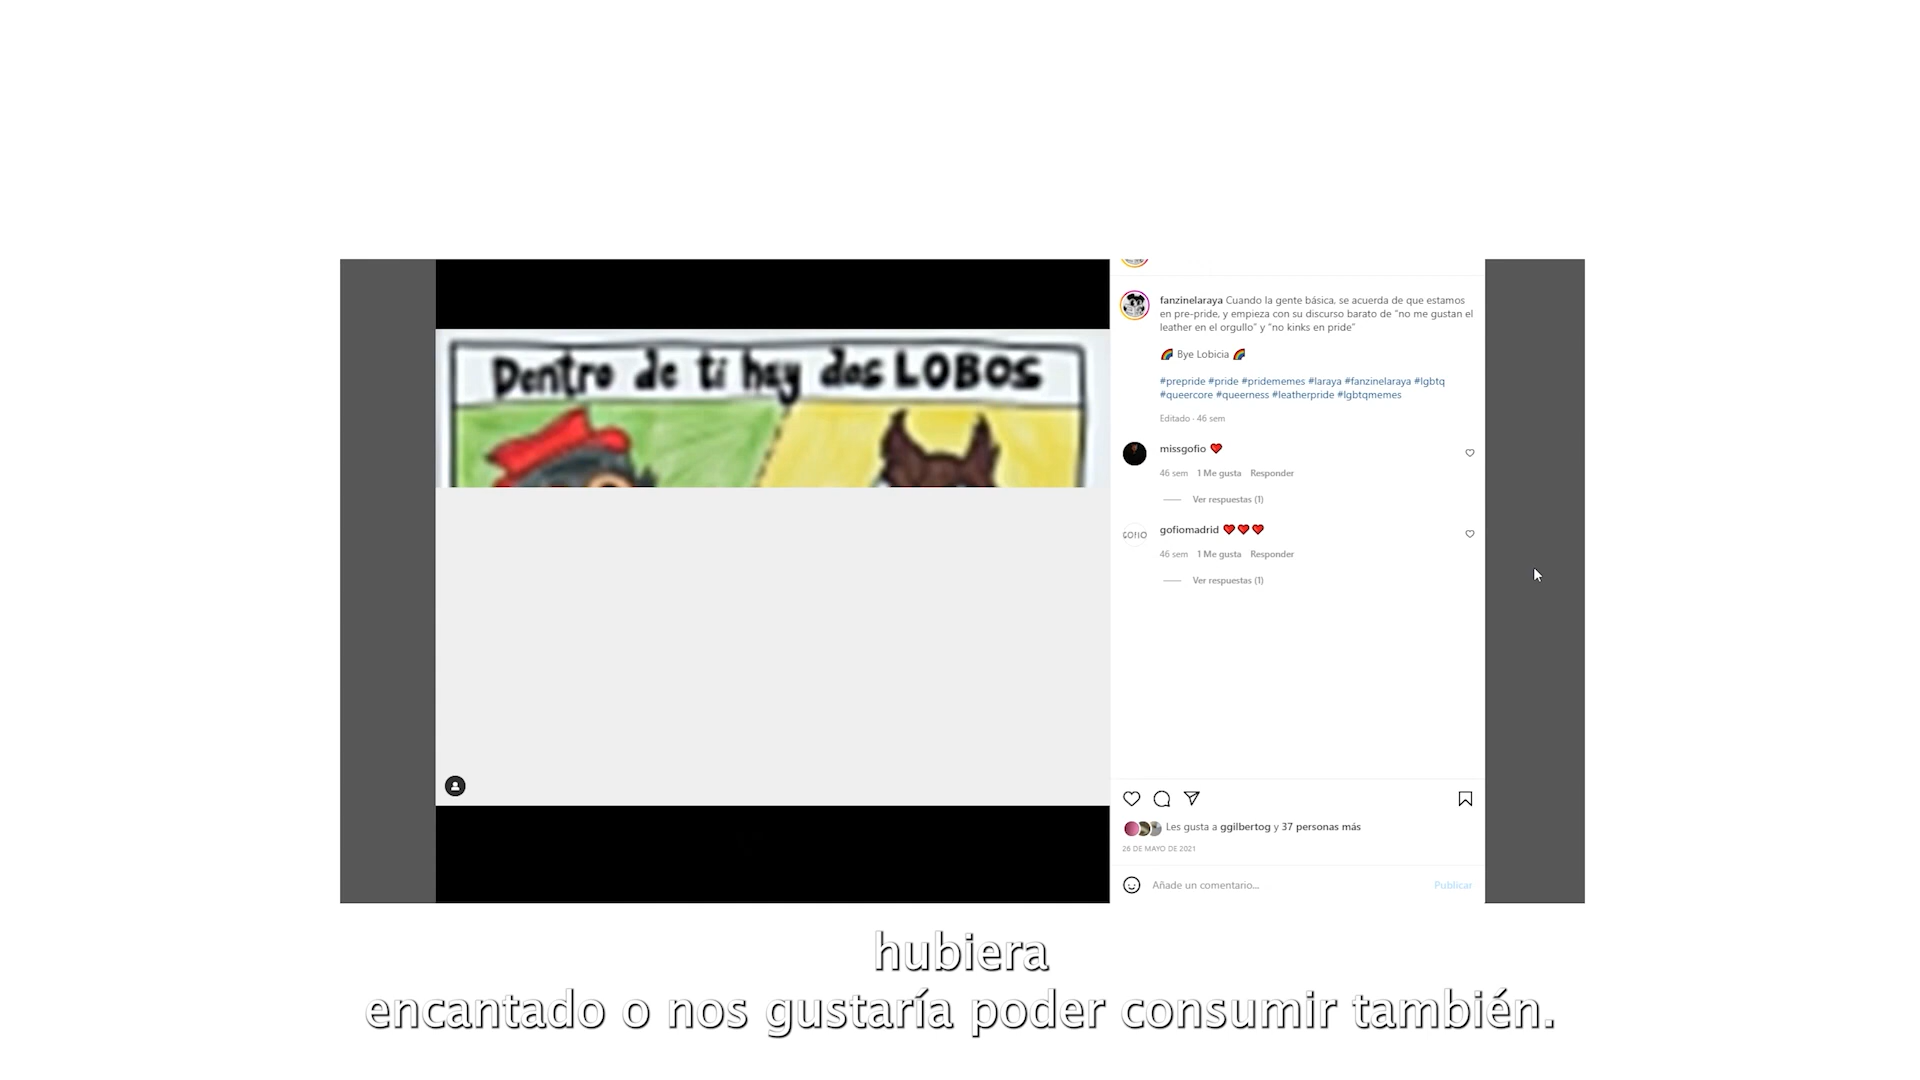 Dentro de ti hay dos LOBOS
fanzinelaraya Cuando la gente básica, se acuerda de que estamos
en pre-pride, y empieza con su discurso barato de "no me gustan el
leather en el orgullo" y "no kinks en pride"
🌈 Bye Lobicia 🌈
#prepride #pride #pridememes #laraya #fanzinelaraya #lgbtq
#queercore #queerness #leatherpride #lgbtqmemes
Editado · 46 sem
missgofio ❤️
46 sem 1 Me gusta Responder
Ver respuestas (1)
GOFIO
gofiomadrid ❤️❤️❤️
46 sem 1 Me gusta Responder
Ver respuestas (1)
Les gusta a ggilbertog y 37 personas más
26 DE MAYO DE 2021
Añade un comentario...
Publicar
hubiera
encantado o nos gustaría poder consumir también.